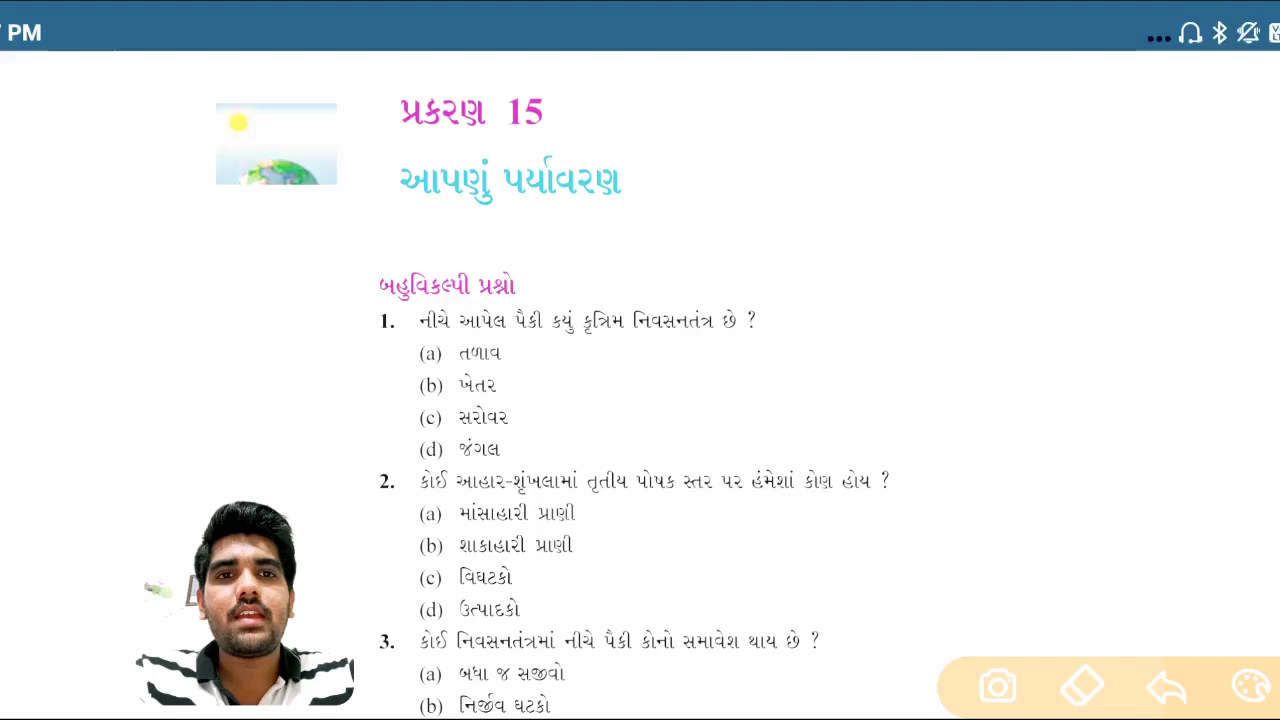 PM
પ્રકરણ 15
આપણું પર્યાવરણ
બહુવિકલ્પી પ્રશ્નો
1. નીચે આપેલ પૈકી કયું કૃત્રિમ નિવસનતંત્ર છે ?
(a) તળાવ
(b) ખેતર
(c) સરોવર
(d) જંગલ
2. કોઈ આહાર-શૃંખલામાં તૃતીય પોષક સ્તર પર હંમેશાં કોણ હોય ?
(a) માંસાહારી પ્રાણી
(b) શાકાહારી પ્રાણી
(c) વિઘટકો
(d) ઉત્પાદકો
3. કોઈ નિવસનતંત્રમાં નીચે પૈકી કોનો સમાવેશ થાય છે ?
(a) બધા જ સજીવો
(b) નિર્જીવ ઘટકો